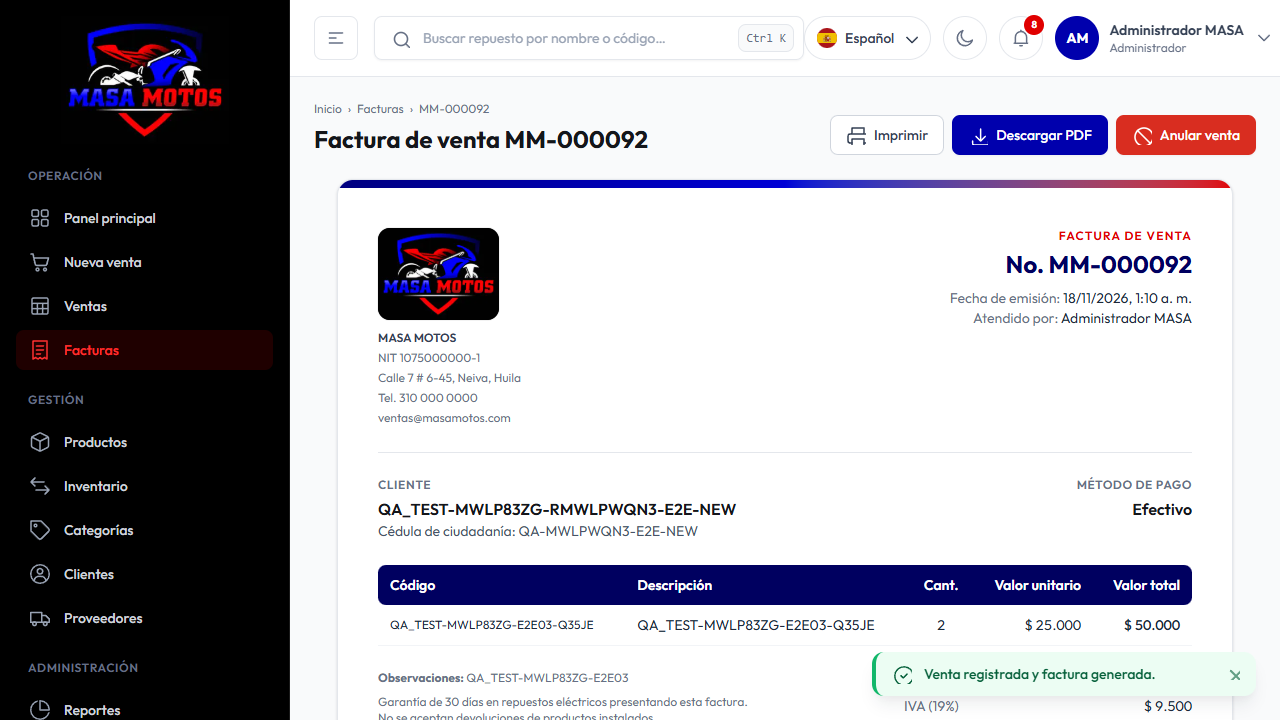 MASA MOTOS
OPERACIÓN
Panel principal
Nueva venta
Ventas
Facturas
GESTIÓN
Productos
Inventario
Categorías
Clientes
Proveedores
ADMINISTRACIÓN
Reportes
Buscar repuesto por nombre o código...
Ctrl K
Español
8
AM
Administrador MASA
Administrador
Inicio › Facturas › MM-000092
Factura de venta MM-000092
Imprimir
Descargar PDF
Anular venta
MASA MOTOS
FACTURA DE VENTA
No. MM-000092
Fecha de emisión: 18/11/2026, 1:10 a. m.
Atendido por: Administrador MASA
MASA MOTOS
NIT 1075000000-1
Calle 7 # 6-45, Neiva, Huila
Tel. 310 000 0000
ventas@masamotos.com
CLIENTE
QA_TEST-MWLP83ZG-RMWLPWQN3-E2E-NEW
Cédula de ciudadanía: QA-MWLPWQN3-E2E-NEW
MÉTODO DE PAGO
Efectivo
Código Descripción Cant. Valor unitario Valor total
QA_TEST-MWLP83ZG-E2E03-Q35JE QA_TEST-MWLP83ZG-E2E03-Q35JE 2 $ 25.000 $ 50.000
Observaciones: QA_TEST-MWLP83ZG-E2E03
Garantía de 30 días en repuestos eléctricos presentando esta factura.
No se aceptan devoluciones de productos instalados
Venta registrada y factura generada.
IVA (19%) $ 9.500